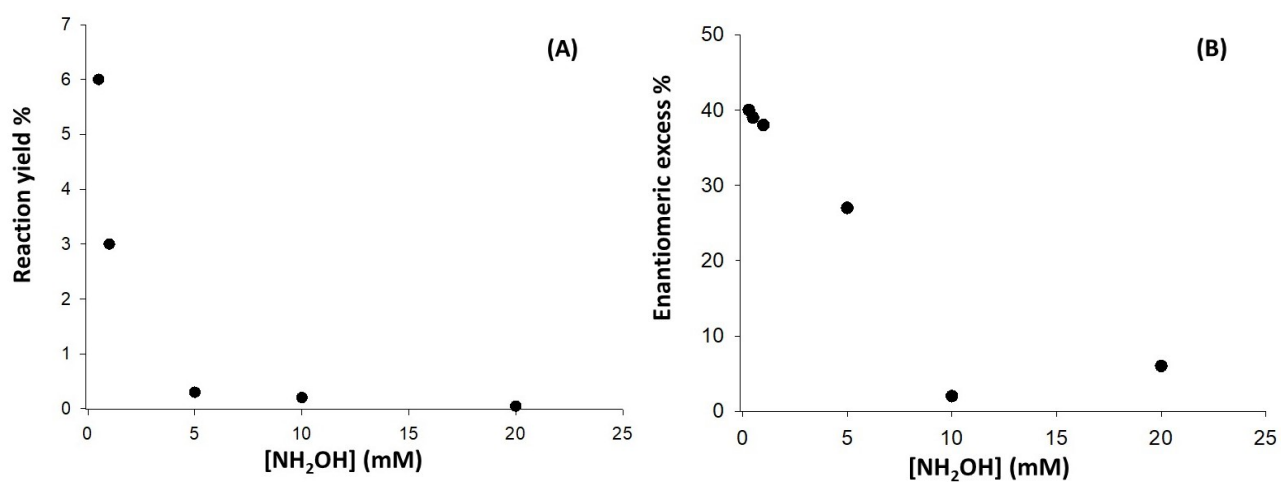 (A)
Reaction yield %
7
6
5
4
3
2
1
0
0 5 10 15 20 25
[NH₂OH] (mM)
(B)
Enantiomeric excess %
50
40
30
20
10
0
0 5 10 15 20 25
[NH₂OH] (mM)